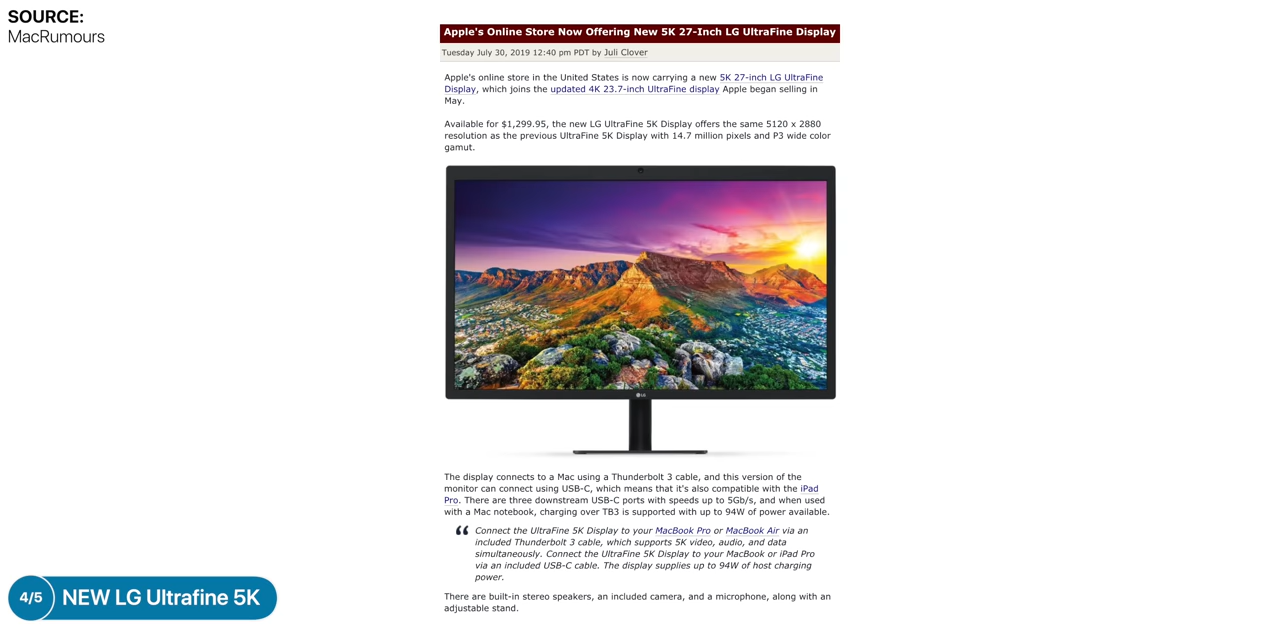 SOURCE:
MacRumours
Apple's Online Store Now Offering New 5K 27-Inch LG UltraFine Display
Tuesday July 30, 2019 12:40 pm PDT by Juli Clover
Apple's online store in the United States is now carrying a new 5K 27-inch LG UltraFine
Display, which joins the updated 4K 23.7-inch UltraFine display Apple began selling in
May.
Available for $1,299.95, the new LG UltraFine 5K Display offers the same 5120 x 2880
resolution as the previous UltraFine 5K Display with 14.7 million pixels and P3 wide color
gamut.
LG
The display connects to a Mac using a Thunderbolt 3 cable, and this version of the
monitor can connect using USB-C, which means that it's also compatible with the iPad
Pro. There are three downstream USB-C ports with speeds up to 5Gb/s, and when used
with a Mac notebook, charging over TB3 is supported with up to 94W of power available.
“ Connect the UltraFine 5K Display to your MacBook Pro or MacBook Air via an
included Thunderbolt 3 cable, which supports 5K video, audio, and data
simultaneously. Connect the UltraFine 5K Display to your MacBook or iPad Pro
via an included USB-C cable. The display supplies up to 94W of host charging
power.
There are built-in stereo speakers, an included camera, and a microphone, along with an
adjustable stand.
4/5 NEW LG Ultrafine 5K